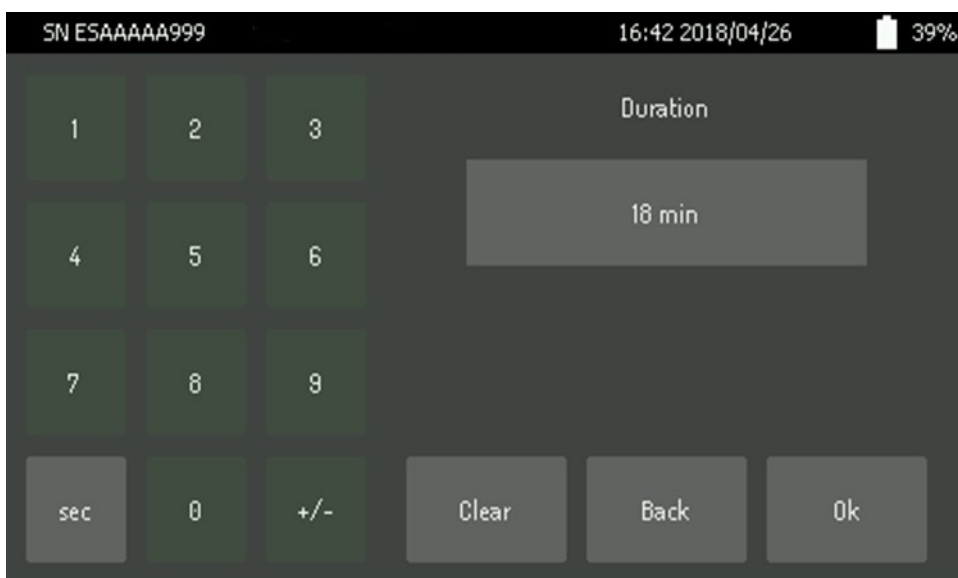 SN ESAAAAA999 16:42 2018/04/26 39%
Duration
1 2 3
18 min
4 5 6
7 8 9
sec 0 +/- Clear Back Ok